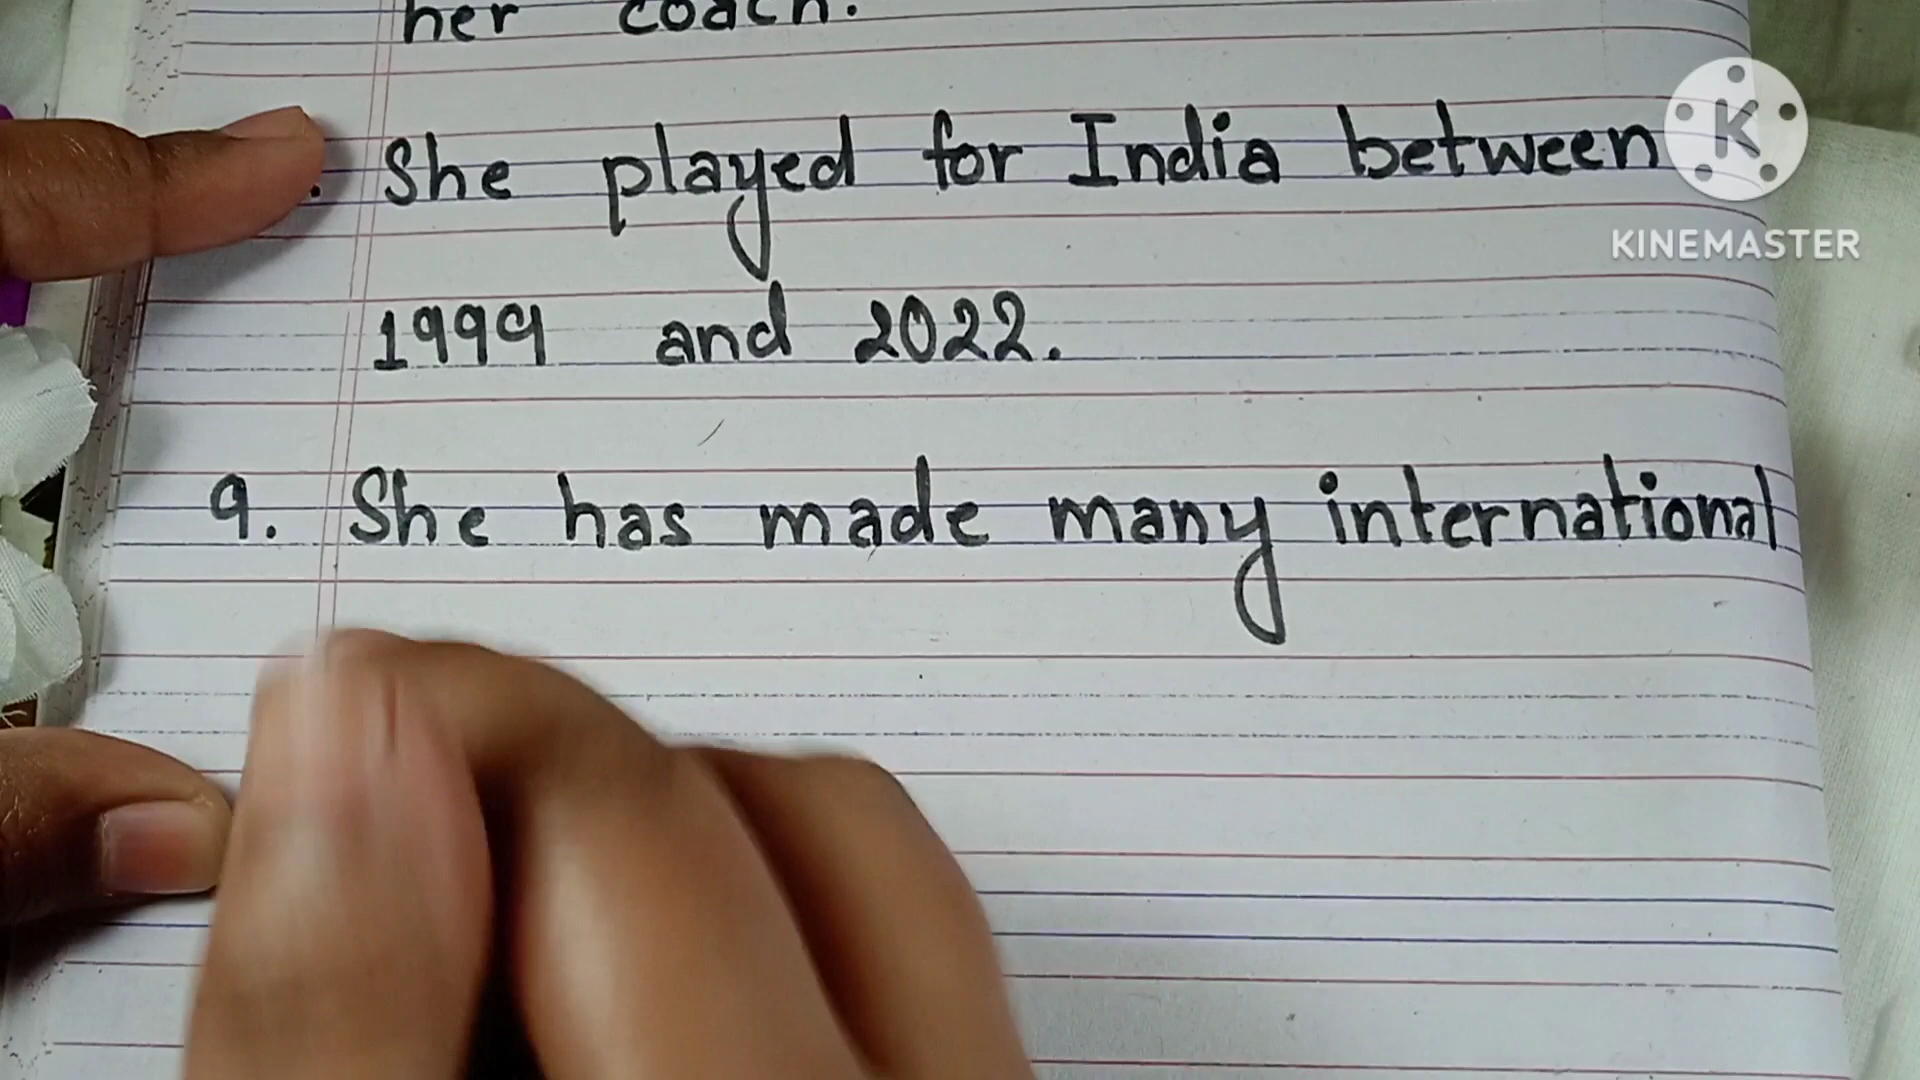 her coach.
. She played for India between
K
KINEMASTER
1999 and 2022.
9. She has made many international